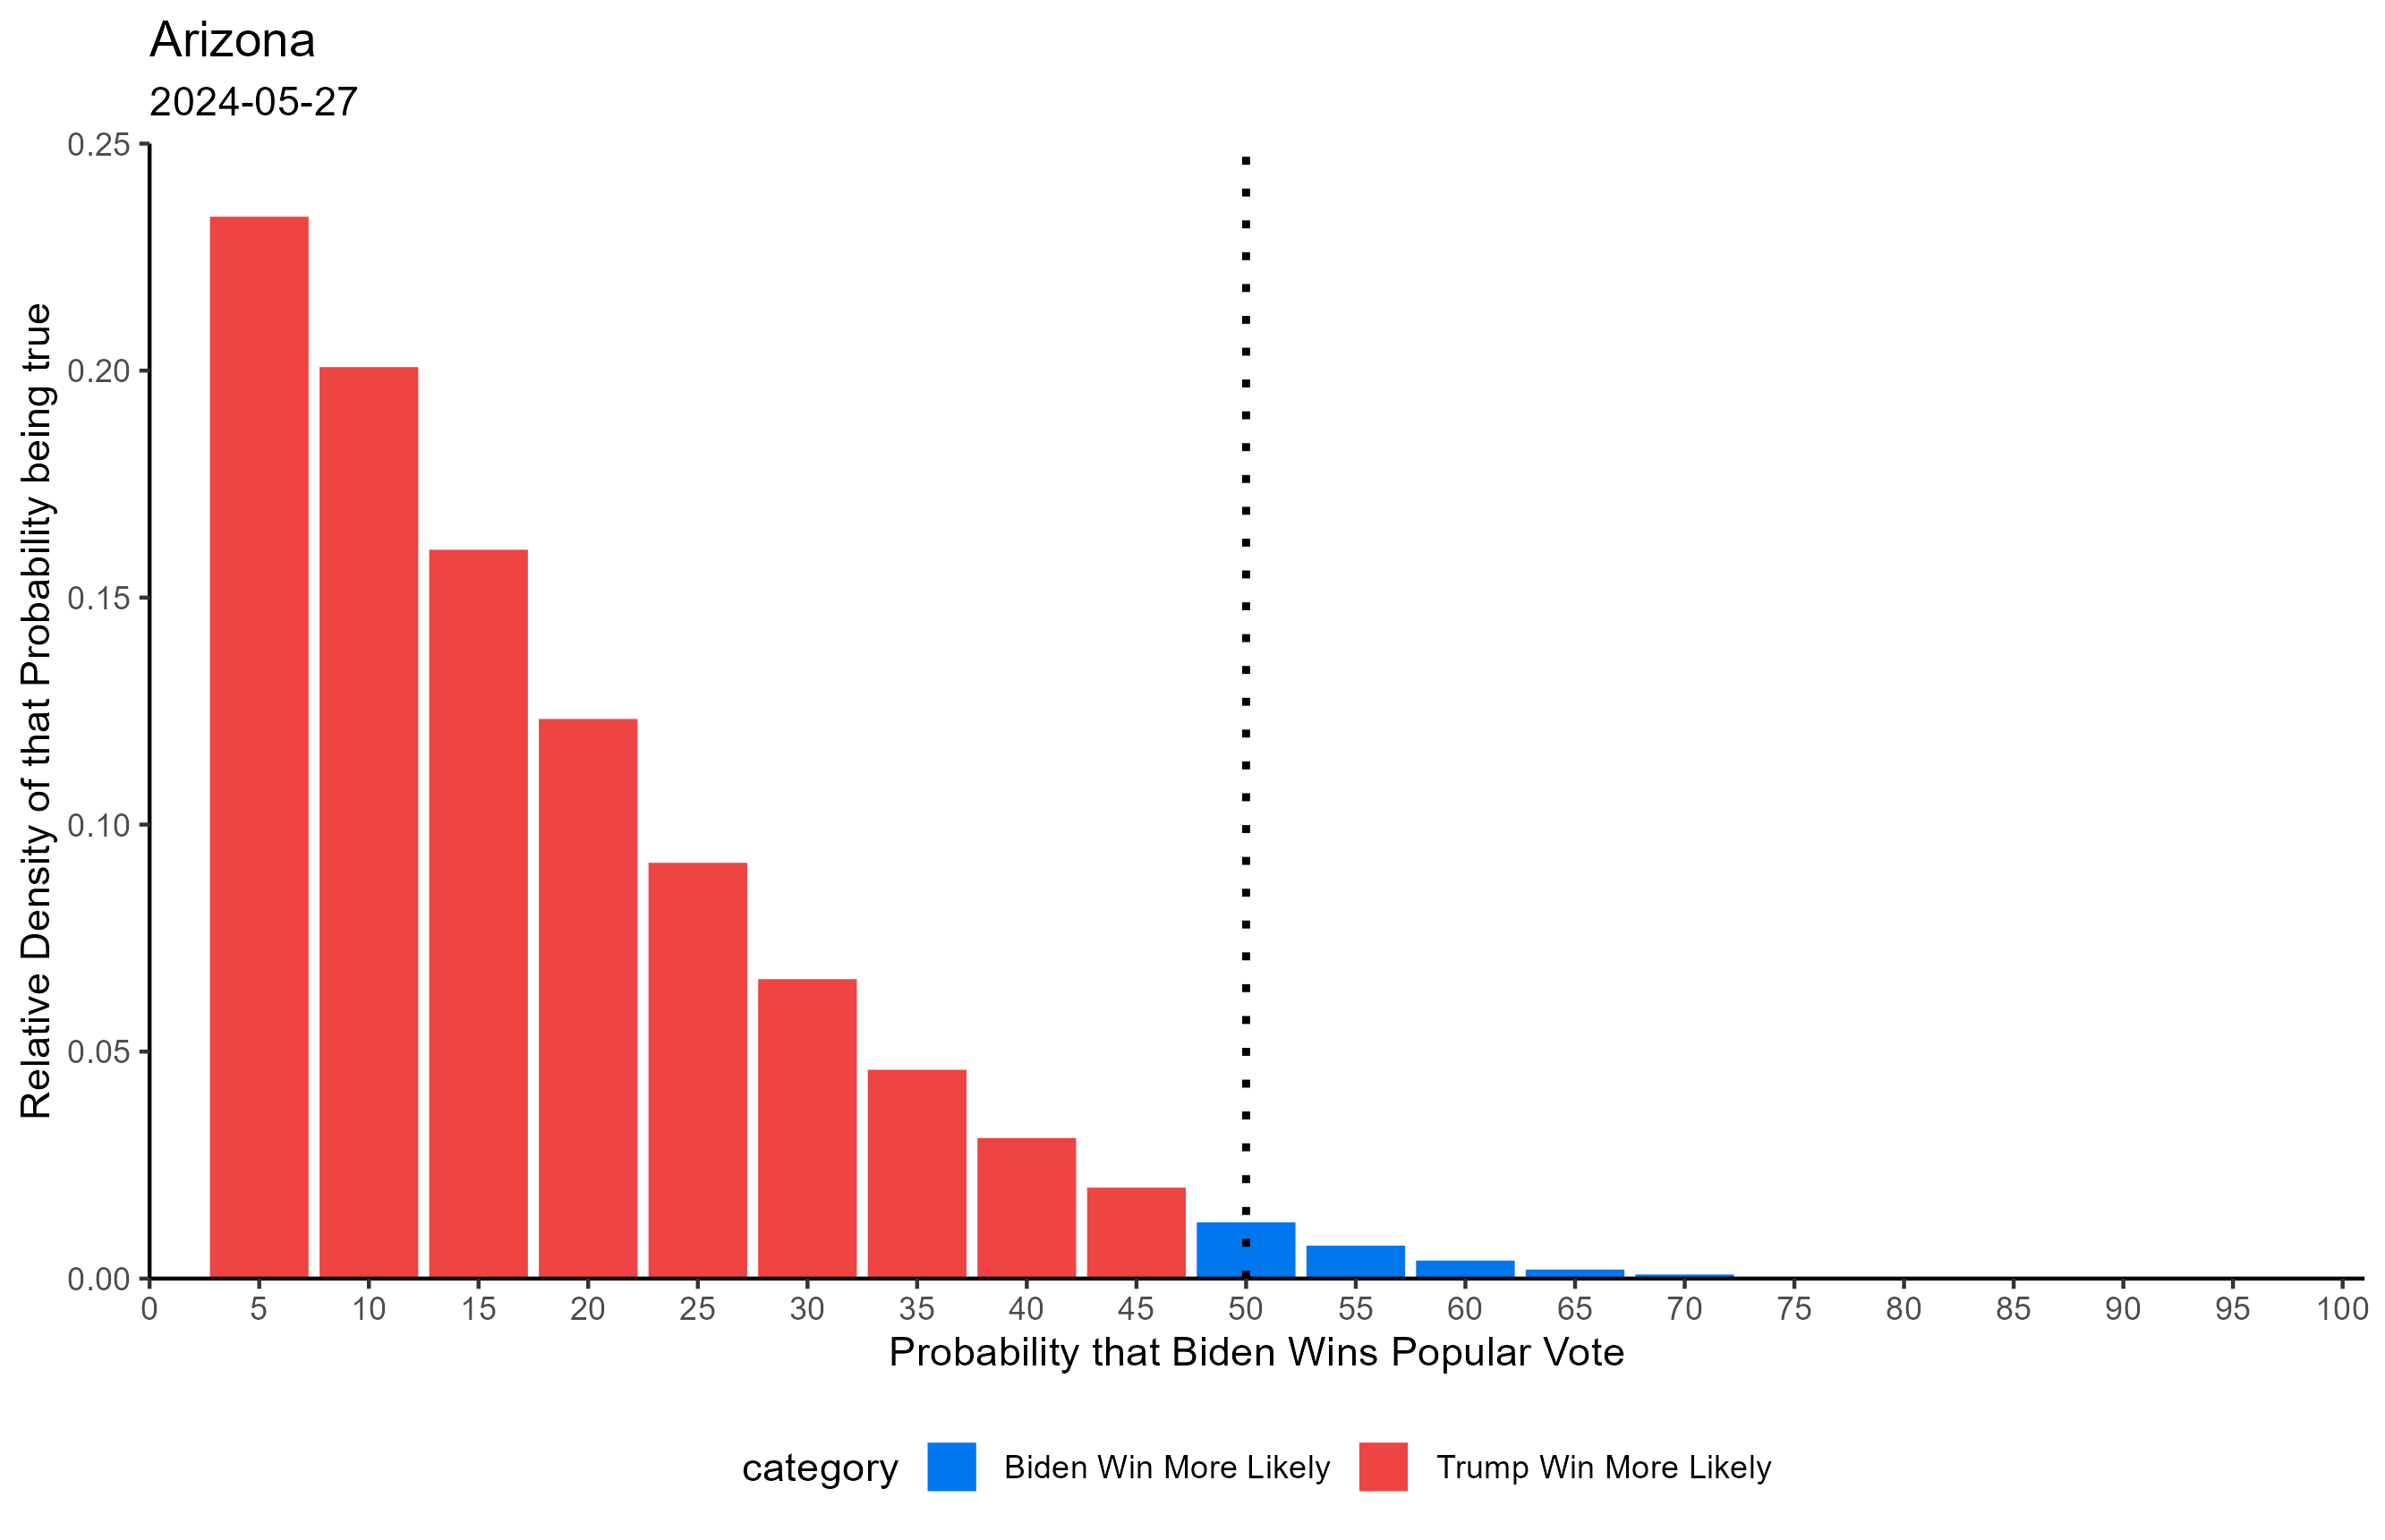 Arizona
2024-05-27
Relative Density of that Probability being true
0.25
0.20
0.15
0.10
0.05
0.00
0 5 10 15 20 25 30 35 40 45 50 55 60 65 70 75 80 85 90 95 100
Probability that Biden Wins Popular Vote
category Biden Win More Likely Trump Win More Likely